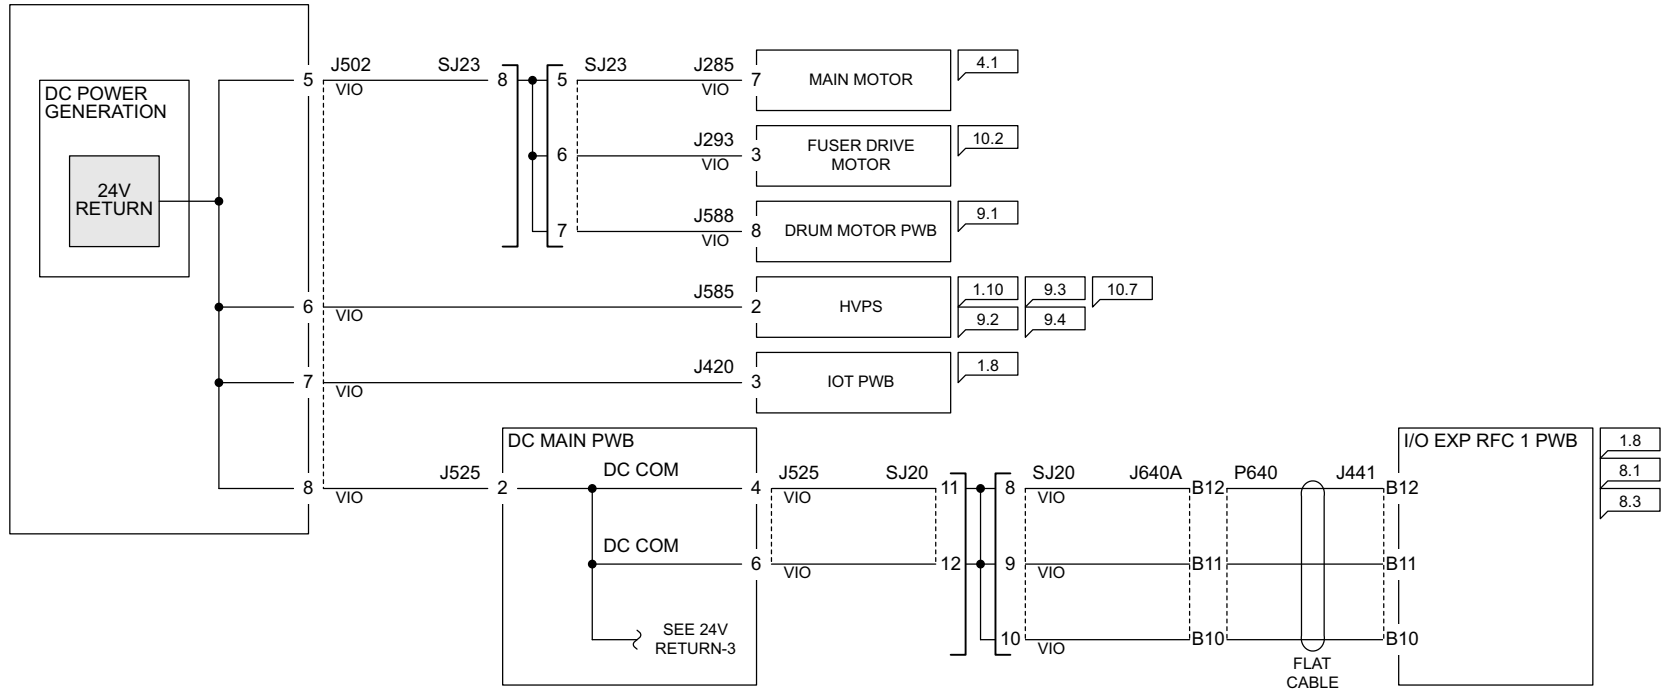 DC POWER
GENERATION
24V
RETURN
5 J502 SJ23 8 5 SJ23 J285 7 MAIN MOTOR 4.1
VIO VIO
6 J293 3 FUSER DRIVE
MOTOR 10.2
VIO
7 J588 8 DRUM MOTOR PWB 9.1
VIO
6 J585 2 HVPS 1.10 9.3 10.7
VIO 9.2 9.4
7 J420 3 IOT PWB 1.8
VIO
DC MAIN PWB I/O EXP RFC 1 PWB 1.8
8.1
8.3
8 J525 2 DC COM 4 J525 SJ20 11 8 SJ20 J640A B12 P640 J441 B12
VIO VIO VIO
DC COM 6 12 9 B11 B11
VIO VIO
SEE 24V
RETURN-3
10 B10 B10
VIO
FLAT
CABLE